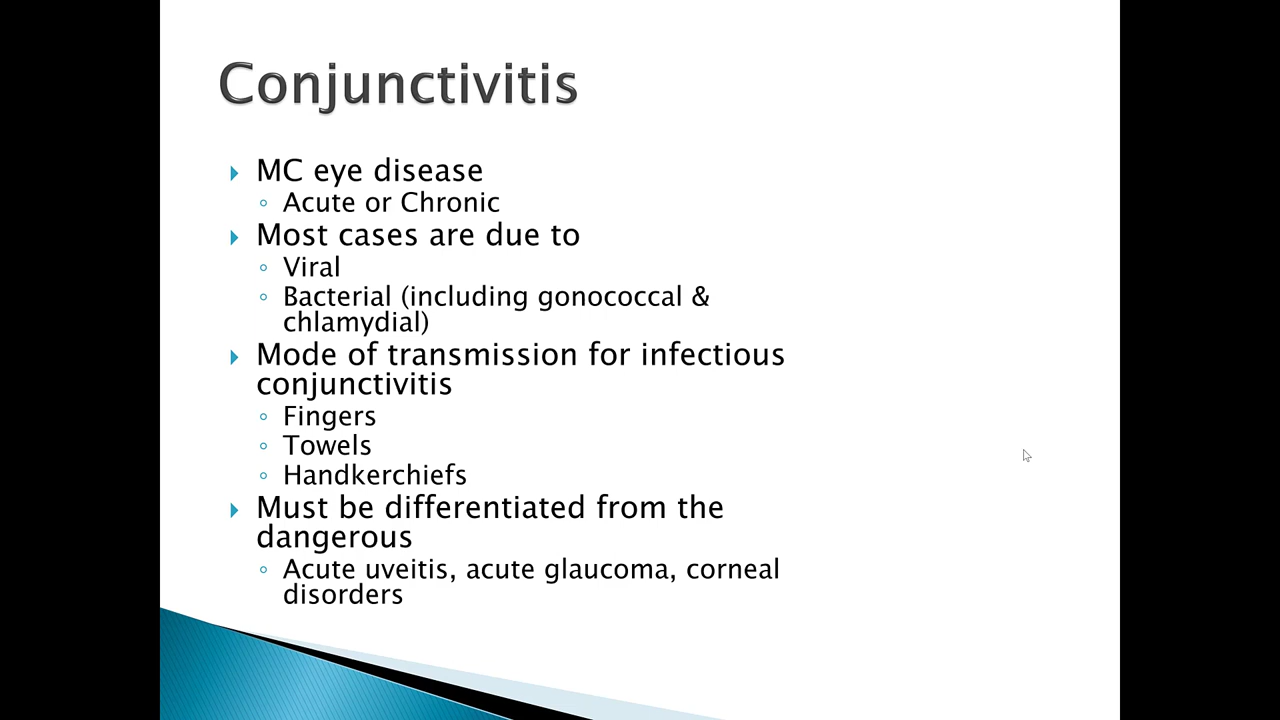 Conjunctivitis
MC eye disease
Acute or Chronic
Most cases are due to
Viral
Bacterial (including gonococcal &
chlamydial)
Mode of transmission for infectious
conjunctivitis
Fingers
Towels
Handkerchiefs
Must be differentiated from the
dangerous
Acute uveitis, acute glaucoma, corneal
disorders